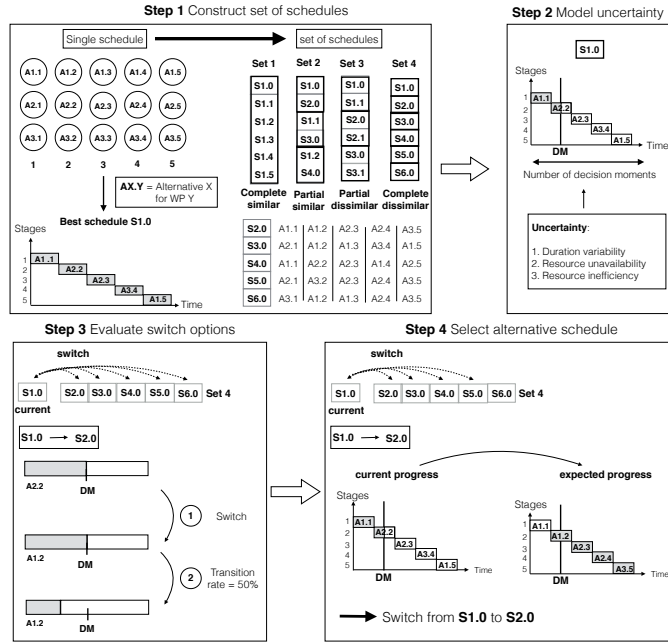 Step 1 Construct set of schedules
Single schedule
set of schedules
A1.1 A1.2 A1.3 A1.4 A1.5
A2.1 A2.2 A2.3 A2.4 A2.5
A3.1 A3.2 A3.3 A3.4 A3.5
1 2 3 4 5
AX.Y = Alternative X
for WP Y
Best schedule S1.0
Stages
1 A1 .1
2 A2.2
3 A2.3
4 A3.4
5 A1.5
Time
Set 1 Set 2 Set 3 Set 4
S1.0 S1.0 S1.0 S1.0
S1.1 S2.0 S1.1 S2.0
S1.2 S1.1 S2.0 S3.0
S1.3 S3.0 S2.1 S4.0
S1.4 S1.2 S3.0 S5.0
S1.5 S4.0 S3.1 S6.0
Complete Partial Partial Complete
similar similar dissimilar dissimilar
S2.0 A1.1 A1.2 A2.3 A2.4 A3.5
S3.0 A2.1 A1.2 A1.3 A3.4 A1.5
S4.0 A1.1 A2.2 A2.3 A1.4 A2.5
S5.0 A2.1 A3.2 A2.3 A2.4 A3.5
S6.0 A3.1 A1.2 A1.3 A2.4 A3.5
Step 2 Model uncertainty
S1.0
Stages
1 A1.1
2 A2.2
3 A2.3
4 A3.4
5 A1.5
Time
DM
Number of decision moments
Uncertainty:
1. Duration variability
2. Resource unavailability
3. Resource inefficiency
Step 3 Evaluate switch options
switch
S1.0 S2.0 S3.0 S4.0 S5.0 S6.0 Set 4
current
S1.0 S2.0
A2.2
DM
1 Switch
A1.2
DM
2 Transition
rate = 50%
A1.2
DM
Step 4 Select alternative schedule
switch
S1.0 S2.0 S3.0 S4.0 S5.0 S6.0 Set 4
current
S1.0 S2.0
current progress
Stages
1 A1.1
2 A2.2
3 A2.3
4 A3.4
5 A1.5
Time
DM
expected progress
Stages
1 A1.1
2 A1.2
3 A2.3
4 A2.4
5 A3.5
Time
DM
Switch from S1.0 to S2.0